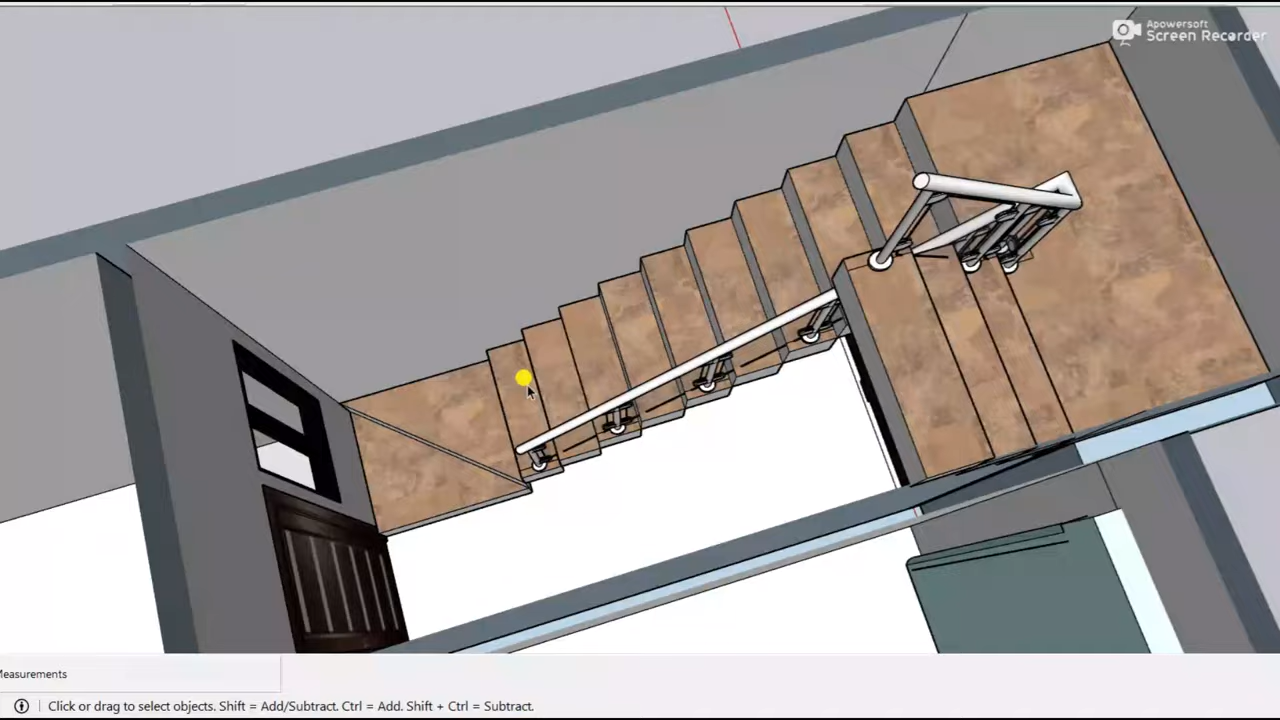 Apowersoft
Screen Recorder
Measurements
Click or drag to select objects. Shift = Add/Subtract. Ctrl = Add. Shift + Ctrl = Subtract.